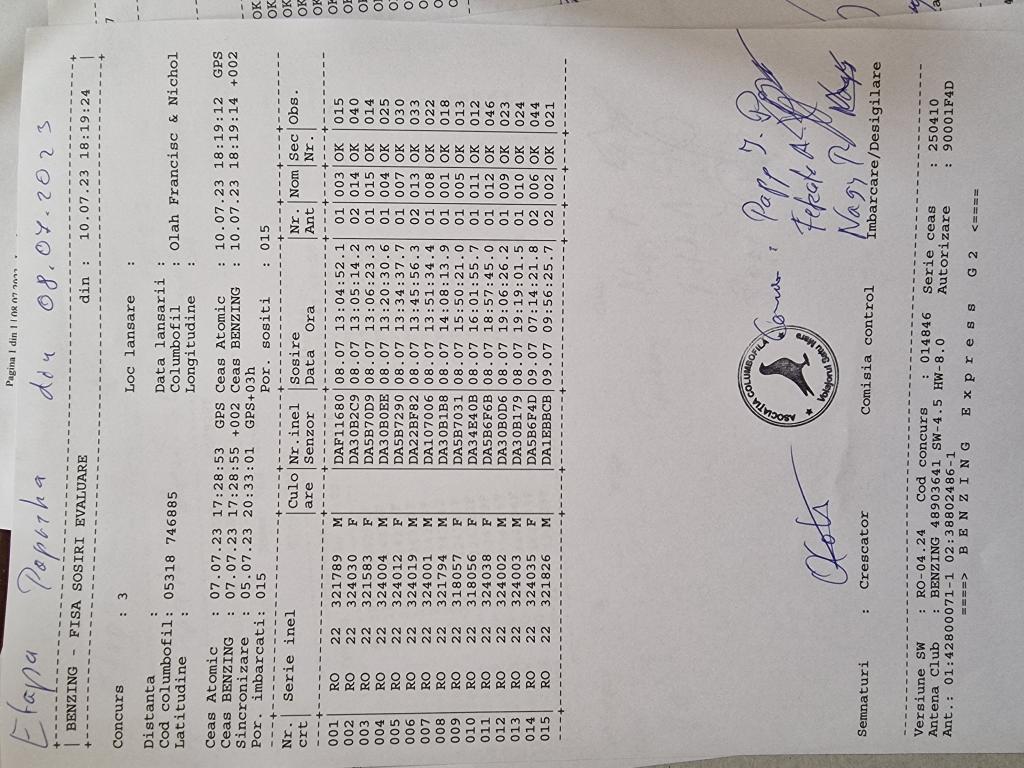 Etapa Poposha din 08.07.2023
| BENZING - FISA SOSIRI EVALUARE din : 10.07.23 18:19:24 |
Concurs : 3 Loc lansare :
Distanta : Data lansarii :
Cod columbofil: 05318 746885 Columbofil : Olah Francisc & Nichol
Latitudine : Longitudine :
Ceas Atomic : 07.07.23 17:28:53 GPS Ceas Atomic : 10.07.23 18:19:12 GPS
Ceas BENZING : 07.07.23 17:28:55 +002 Ceas BENZING : 10.07.23 18:19:14 +002
Sincronizare : 05.07.23 20:33:01 GPS+03h
Por. imbarcati: 015 Por. sositi : 015
Nr.| Serie inel |Culo|Nr.inel |Sosire |Nr. |Nom|Sec|Obs.
crt| |are |Senzor |Data Ora |Ant | |Nr.|
001 RO 22 321789 M DAF11680 08.07 13:04:52.1 01 003 OK 015
002 RO 22 324030 F DA30B2C9 08.07 13:05:14.2 02 014 OK 040
003 RO 22 321583 F DA5B70D9 08.07 13:06:23.3 01 015 OK 014
004 RO 22 324004 M DA30B0EE 08.07 13:20:30.6 01 004 OK 025
005 RO 22 324012 F DA5B7290 08.07 13:34:37.7 01 007 OK 030
006 RO 22 324019 M DA22BF82 08.07 13:45:56.3 02 013 OK 033
007 RO 22 324001 M DA107006 08.07 13:51:34.4 01 008 OK 022
008 RO 22 321794 M DA30B1B8 08.07 14:08:13.9 01 001 OK 018
009 RO 22 318057 F DA5B7031 08.07 15:50:21.0 01 005 OK 013
010 RO 22 318056 F DA34E40B 08.07 16:01:55.7 01 011 OK 012
011 RO 22 324038 F DA5B6F6B 08.07 18:57:45.0 01 012 OK 046
012 RO 22 324002 M DA30B0D6 08.07 19:06:26.2 01 009 OK 023
013 RO 22 324003 M DA30B179 08.07 19:19:01.5 01 010 OK 024
014 RO 22 324035 F DA5B6F4D 09.07 07:14:21.8 02 006 OK 044
015 RO 22 321826 M DA1EBBCB 09.07 09:56:25.7 02 002 OK 021
Papp J.
Fekete A
Nagy P
ASOCIATIA COLUMBOFILA
Judeţului Satu Mare
Semnaturi : Crescator Comisia control Imbarcare/Desigilare
Versiune SW : RO-04.24 Cod concurs : 014846 Serie ceas : 250410
Antena Club : BENZING 48903641 SW-4.5 HW-8.0 Autorizare : 90001F4D
Ant.: 01:42800071-1 02:38802486-1
====> B E N Z I N G E x p r e s s G 2 <====
Pagina 1 din 1